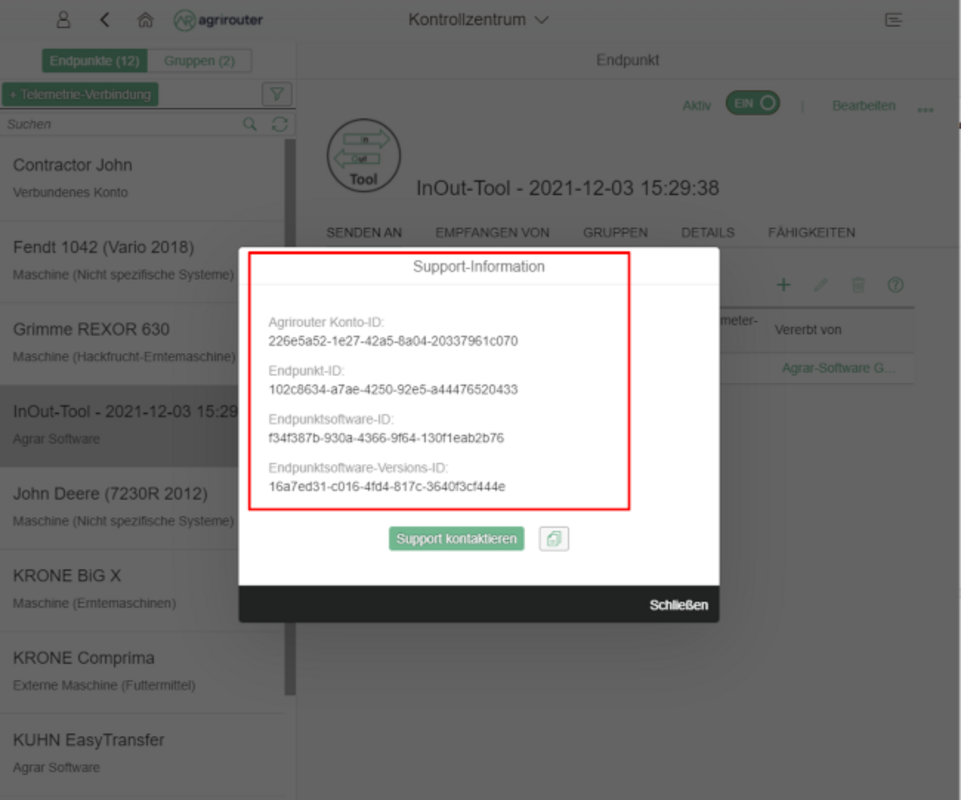 agrirouter
Kontrollzentrum
Endpunkte (12)
Gruppen (2)
Endpunkt
+ Telemetrie-Verbindung
Suchen
Aktiv
EIN
Bearbeiten
In
Out
Tool
InOut-Tool - 2021-12-03 15:29:38
SENDEN AN
EMPFANGEN VON
GRUPPEN
DETAILS
FÄHIGKEITEN
Contractor John
Verbundenes Konto
Fendt 1042 (Vario 2018)
Maschine (Nicht spezifische Systeme)
Grimme REXOR 630
Maschine (Hackfrucht-Erntemaschine)
InOut-Tool - 2021-12-03 15:29
Agrar Software
John Deere (7230R 2012)
Maschine (Nicht spezifische Systeme)
KRONE BiG X
Maschine (Erntemaschinen)
KRONE Comprima
Externe Maschine (Futtermittel)
KUHN EasyTransfer
Agrar Software
meter-
Vererbt von
Agrar-Software G...
Support-Information
Agrirouter Konto-ID:
226e5a52-1e27-42a5-8a04-20337961c070
Endpunkt-ID:
102c8634-a7ae-4250-92e5-a44476520433
Endpunktsoftware-ID:
f34f387b-930a-4366-9f64-130f1eab2b76
Endpunktsoftware-Versions-ID:
16a7ed31-c016-4fd4-817c-3640f3cf444e
Support kontaktieren
Schließen